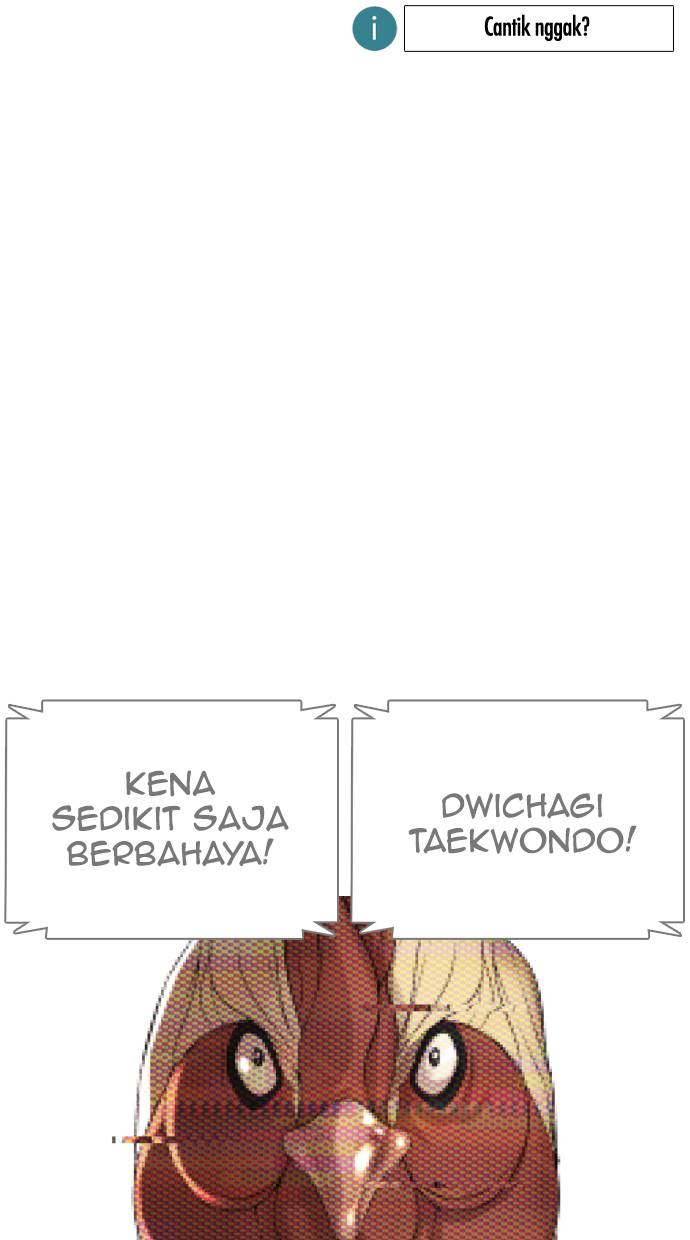 i
Cantik nggak?
KENA
SEDIKIT SAJA
BERBAHAYA!
DWICHAGI
TAEKWONDO!